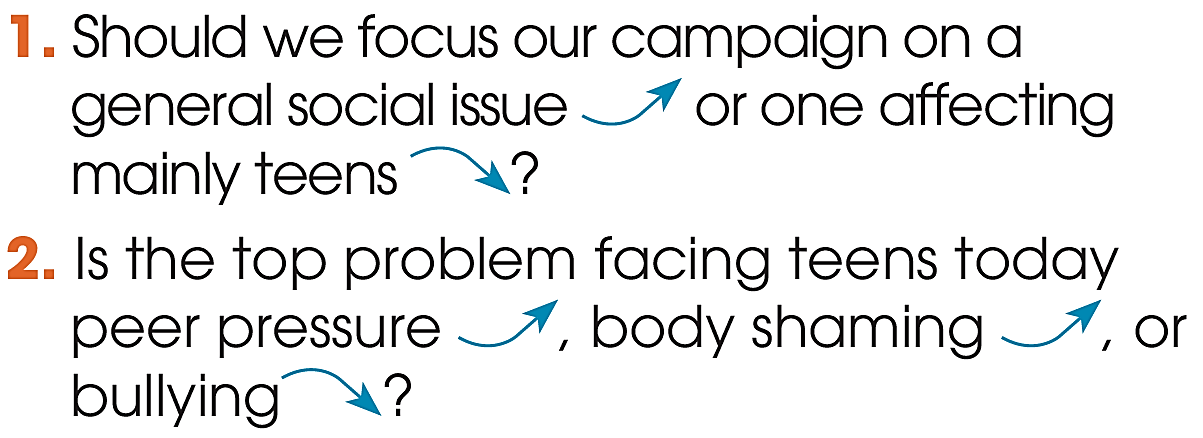 1. Should we focus our campaign on a
general social issue or one affecting
mainly teens ?
2. Is the top problem facing teens today
peer pressure , body shaming , or
bullying ?